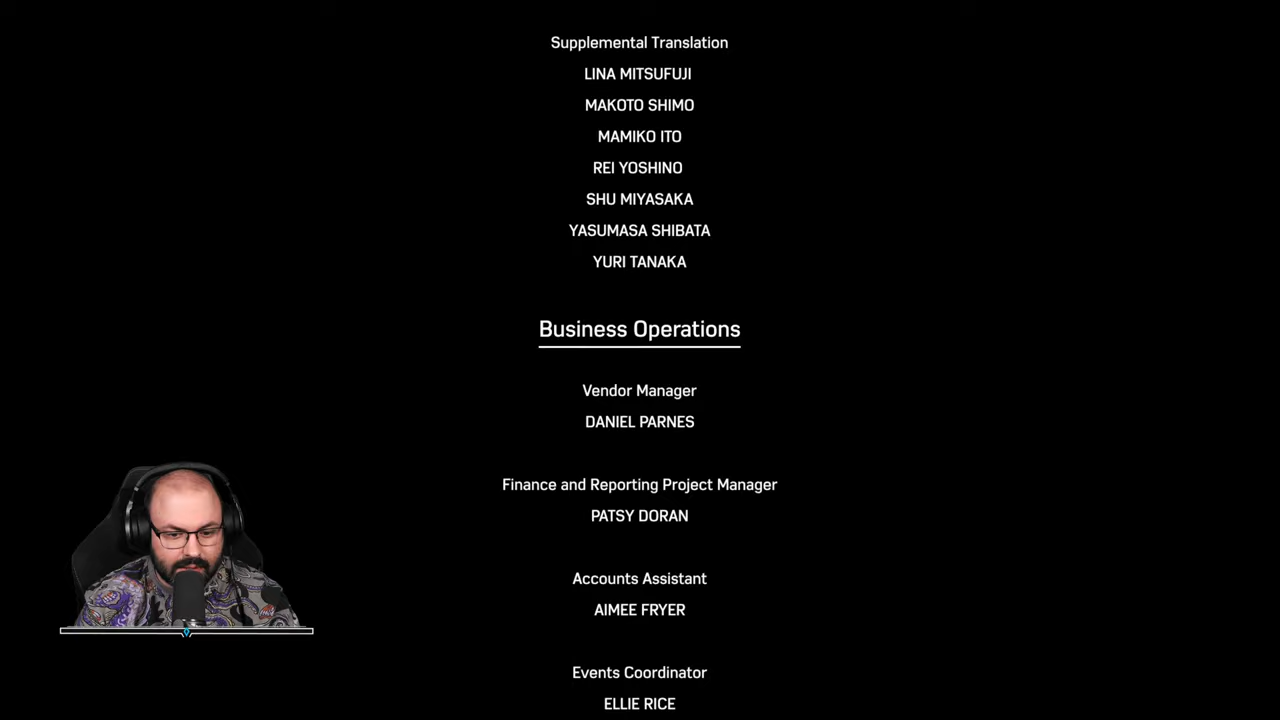 Supplemental Translation
LINA MITSUFUJI
MAKOTO SHIMO
MAMIKO ITO
REI YOSHINO
SHU MIYASAKA
YASUMASA SHIBATA
YURI TANAKA
Business Operations
Vendor Manager
DANIEL PARNES
Finance and Reporting Project Manager
PATSY DORAN
Accounts Assistant
AIMEE FRYER
Events Coordinator
ELLIE RICE